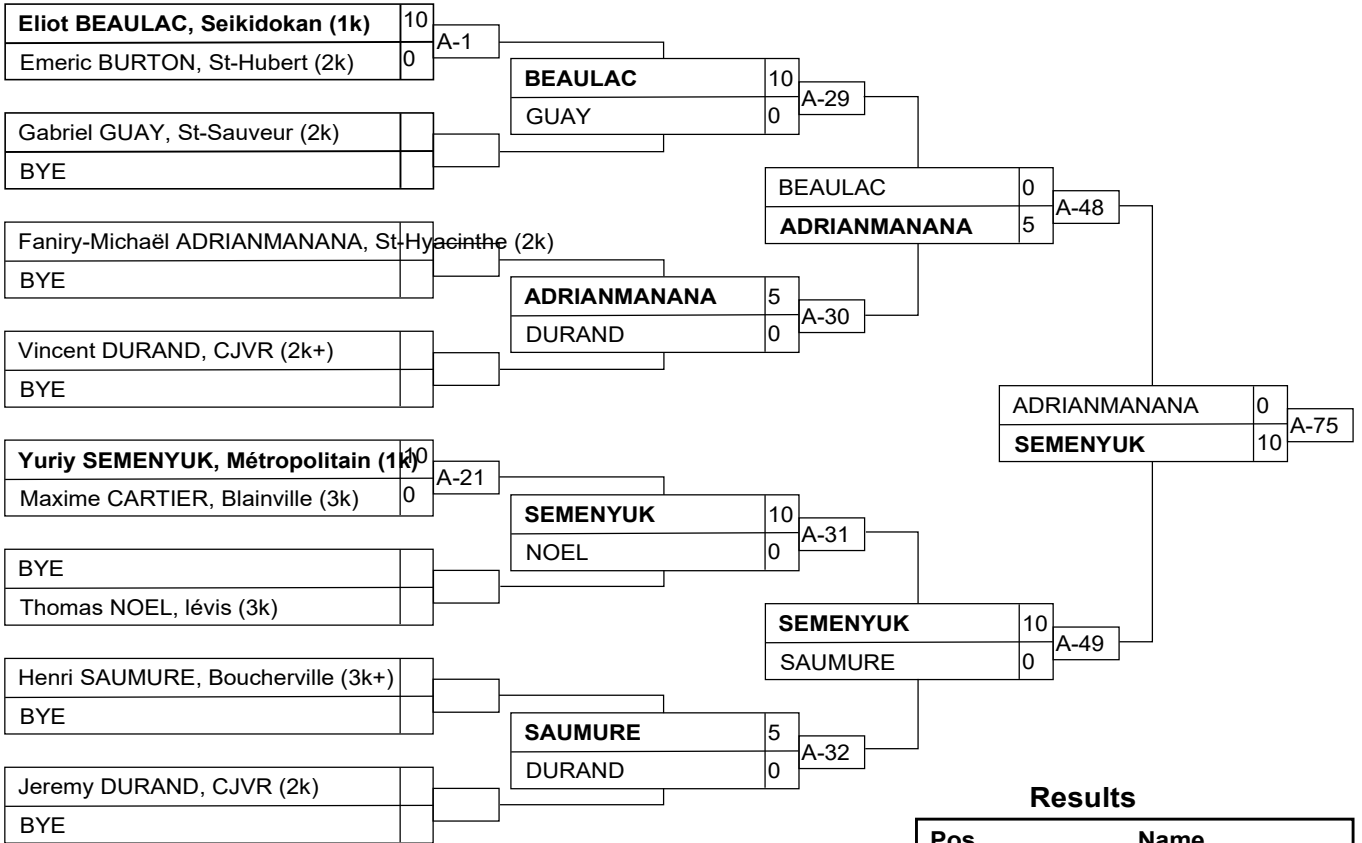 Eliot BEAULAC, Seikidokan (1k) 10
Emeric BURTON, St-Hubert (2k) 0
A-1
Gabriel GUAY, St-Sauveur (2k)
BYE
BEAULAC 10
GUAY 0
A-29
Faniry-Michaël ADRIANMANANA, St-Hyacinthe (2k)
BYE
Vincent DURAND, CJVR (2k+)
BYE
ADRIANMANANA 5
DURAND 0
A-30
BEAULAC 0
ADRIANMANANA 5
A-48
Yuriy SEMENYUK, Métropolitain (1k) 10
Maxime CARTIER, Blainville (3k) 0
A-21
BYE
Thomas NOEL, lévis (3k)
SEMENYUK 10
NOEL 0
A-31
Henri SAUMURE, Boucherville (3k+)
BYE
Jeremy DURAND, CJVR (2k)
BYE
SAUMURE 5
DURAND 0
A-32
SEMENYUK 10
SAUMURE 0
A-49
ADRIANMANANA 0
SEMENYUK 10
A-75
Results
Pos Name